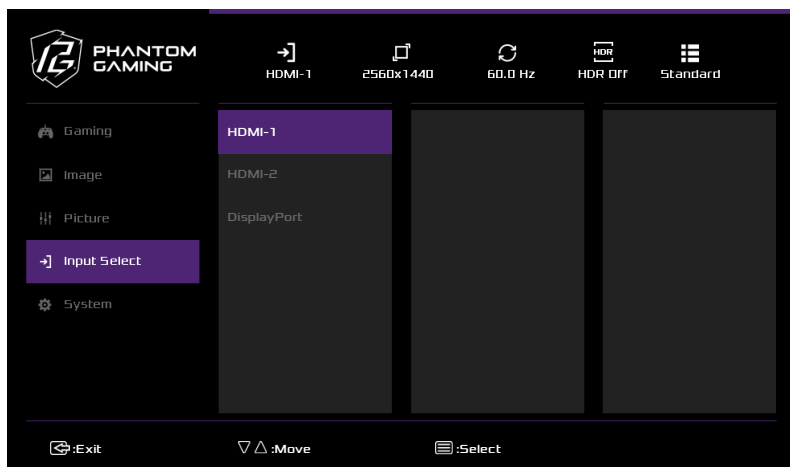 PHANTOM
GAMING
HDMI-1
2560x1440
60.0 Hz
HDR
HDR Off
Standard
Gaming
Image
Picture
Input Select
System
HDMI-1
HDMI-2
DisplayPort
:Exit
:Move
:Select